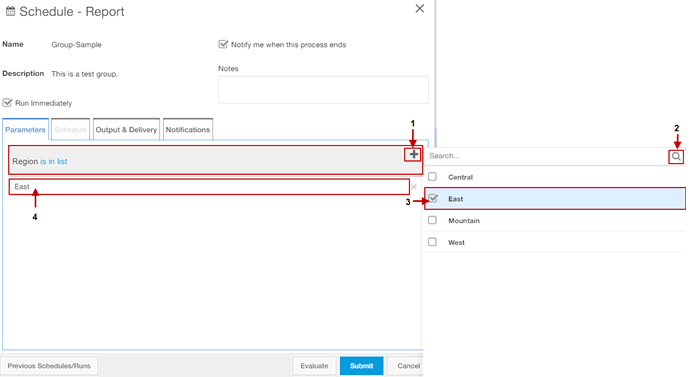 Schedule - Report
Name Group-Sample Notify me when this process ends
Description This is a test group. Notes
Run Immediately
Parameters Schedule Output & Delivery Notifications
1
Region is in list
East
4
2
Search...
Central
3 East
Mountain
West
Previous Schedules/Runs Evaluate Submit Cancel